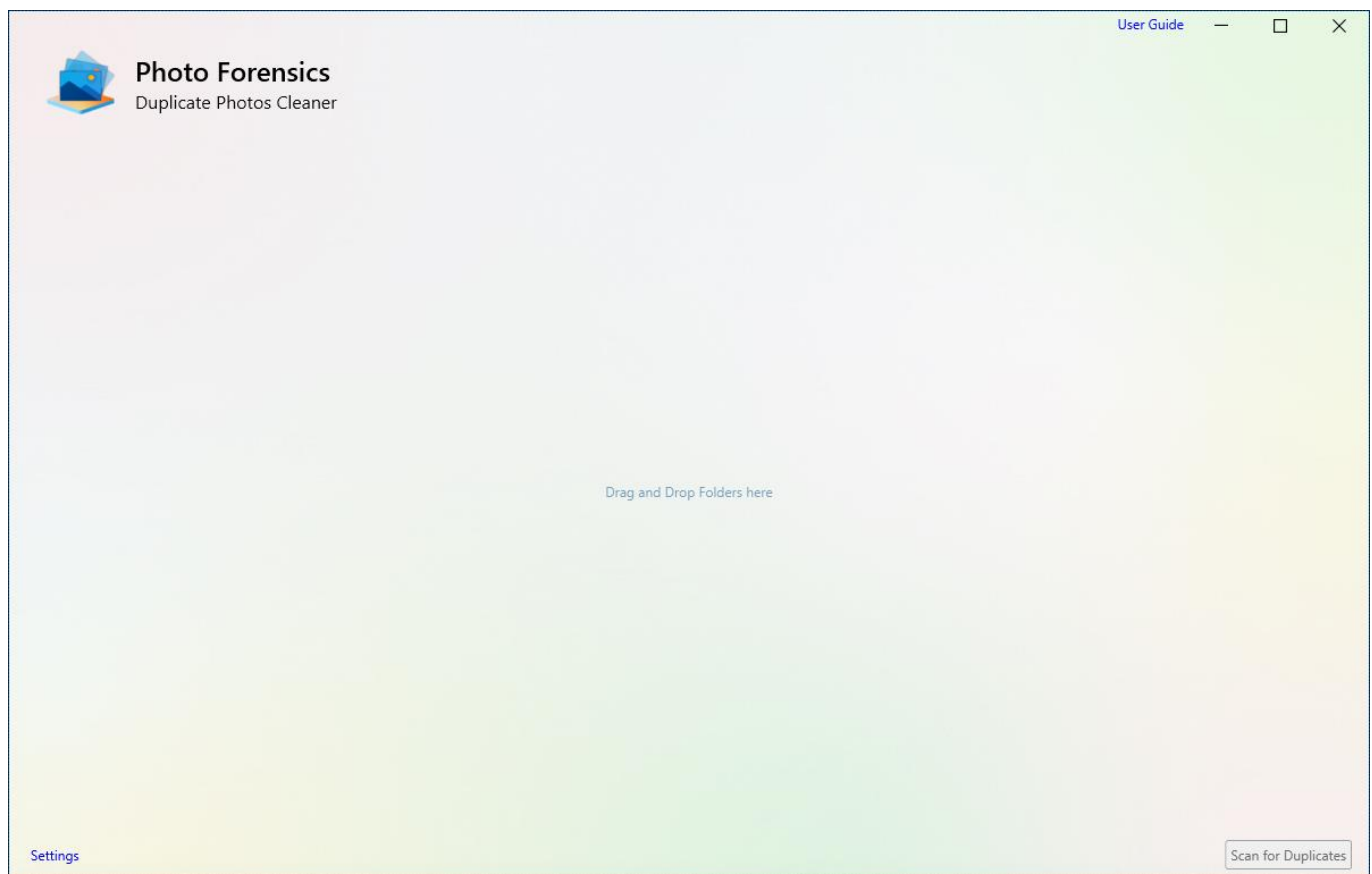 User Guide
Photo Forensics
Duplicate Photos Cleaner
Drag and Drop Folders here
Settings
Scan for Duplicates